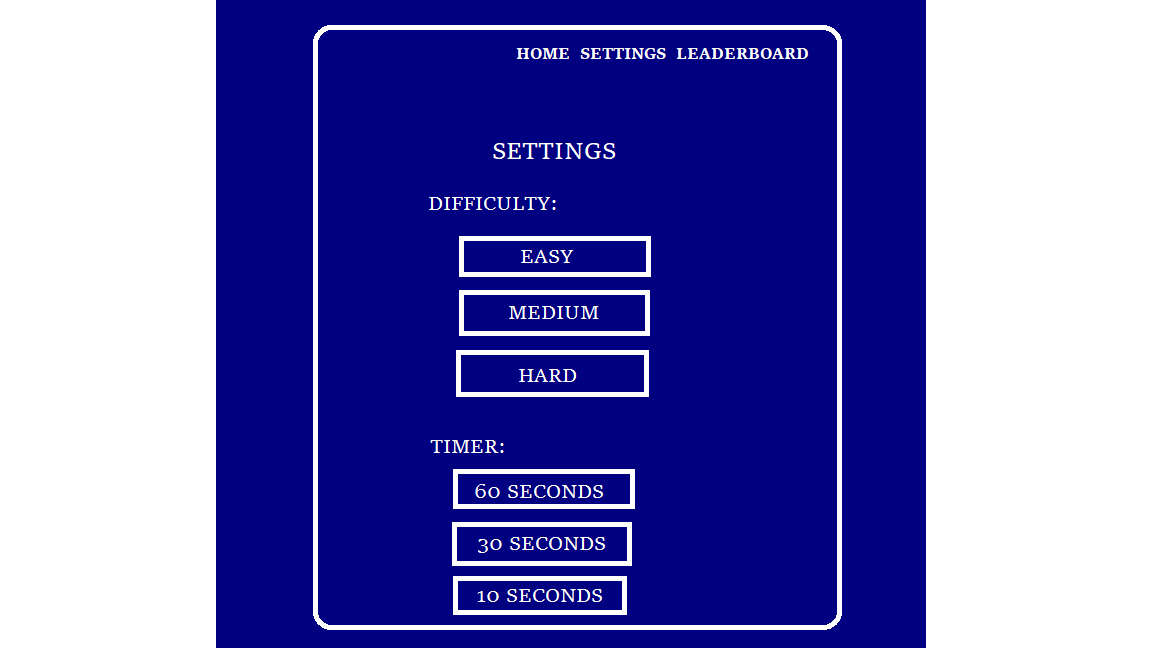 HOME SETTINGS LEADERBOARD
SETTINGS
DIFFICULTY:
EASY
MEDIUM
HARD
TIMER:
60 SECONDS
30 SECONDS
10 SECONDS